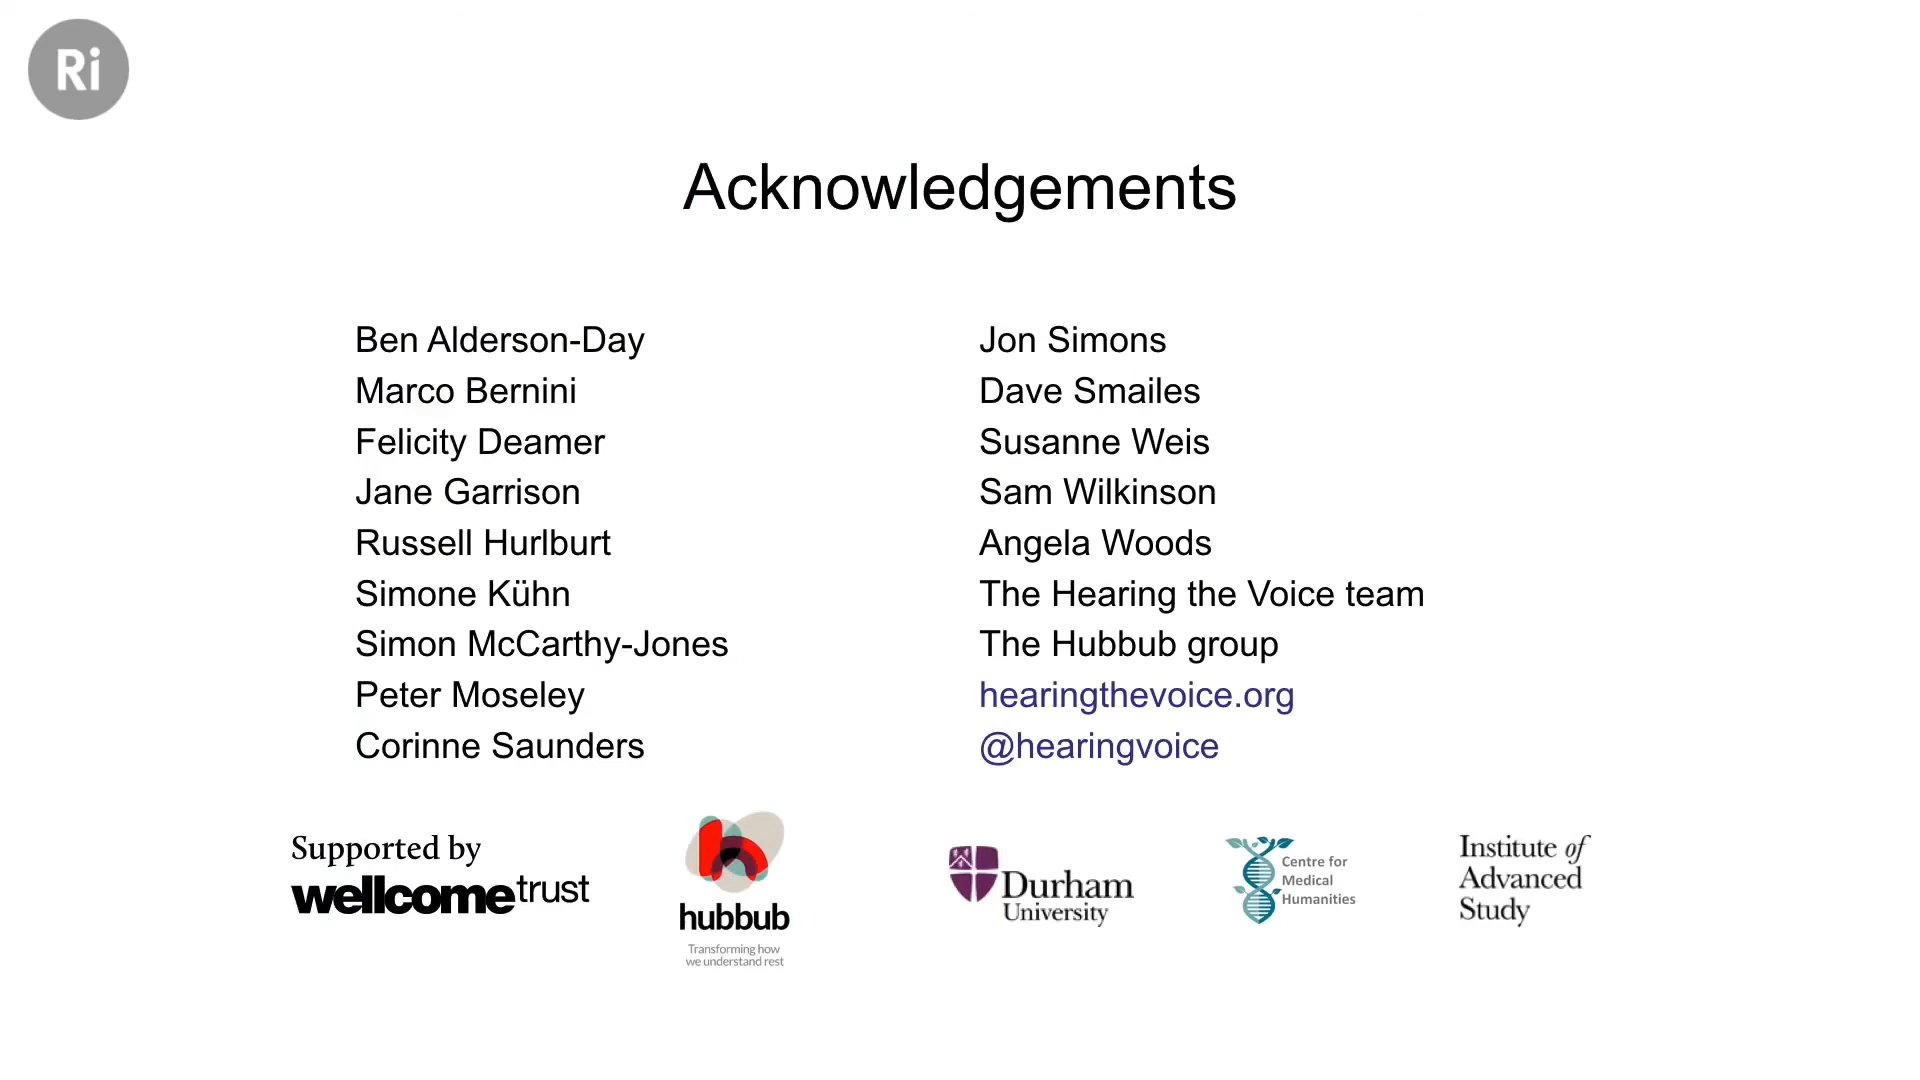 Ri
Acknowledgements
Ben Alderson-Day
Marco Bernini
Felicity Deamer
Jane Garrison
Russell Hurlburt
Simone Kühn
Simon McCarthy-Jones
Peter Moseley
Corinne Saunders
Jon Simons
Dave Smailes
Susanne Weis
Sam Wilkinson
Angela Woods
The Hearing the Voice team
The Hubbub group
hearingthevoice.org
@hearingvoice
Supported by
wellcometrust
hubbub
Transforming how
we understand rest
Durham
University
Centre for
Medical
Humanities
Institute of
Advanced
Study